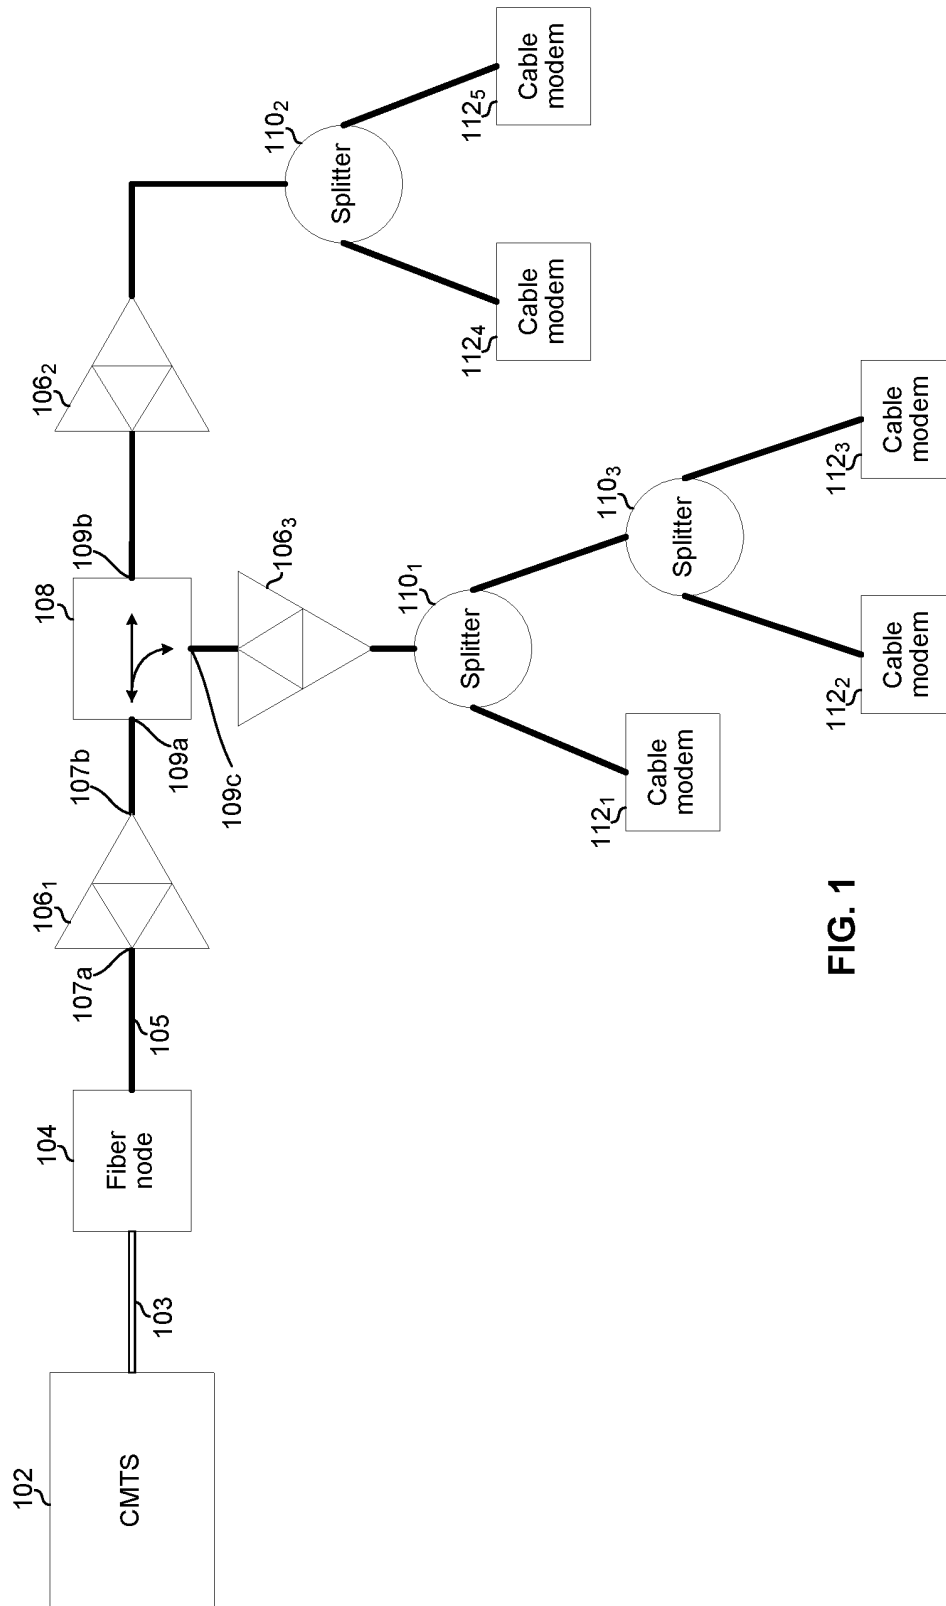 102
CMTS
103
104
Fiber
node
105
107a
106₁
107b
109a
108
109b
109c
106₂
106₃
110₂
Splitter
112₄
Cable
modem
112₅
Cable
modem
110₁
Splitter
112₁
Cable
modem
110₃
Splitter
112₂
Cable
modem
112₃
Cable
modem
FIG. 1